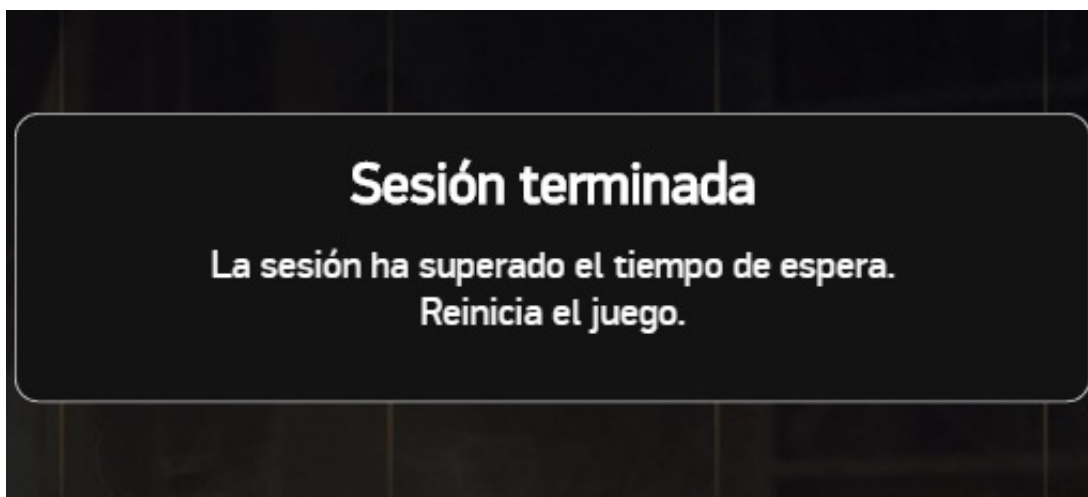 Sesión terminada
La sesión ha superado el tiempo de espera.
Reinicia el juego.